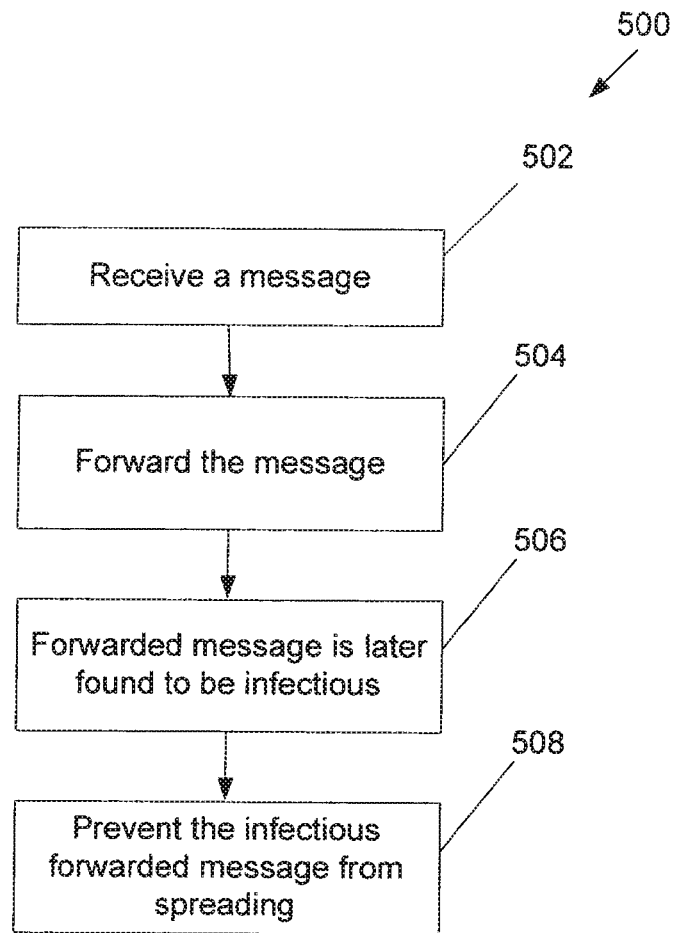 500
502
Receive a message
504
Forward the message
506
Forwarded message is later
found to be infectious
508
Prevent the infectious
forwarded message from
spreading